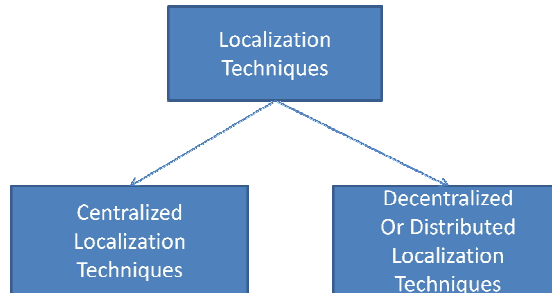 Localization
Techniques
Centralized
Localization
Techniques
Decentralized
Or Distributed
Localization
Techniques